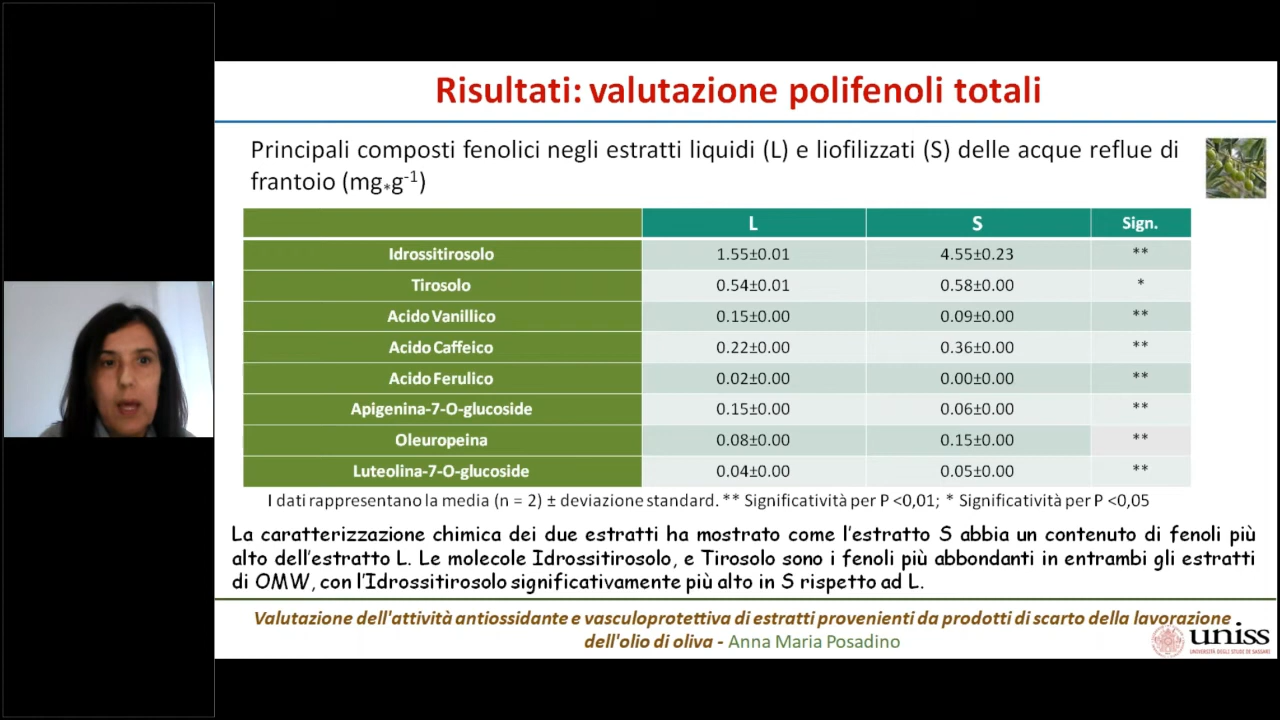 Risultati: valutazione polifenoli totali
Principali composti fenolici negli estratti liquidi (L) e liofilizzati (S) delle acque reflue di
frantoio (mg*g-1)
L S Sign.
Idrossitirosolo 1.55±0.01 4.55±0.23 **
Tirosolo 0.54±0.01 0.58±0.00 *
Acido Vanillico 0.15±0.00 0.09±0.00 **
Acido Caffeico 0.22±0.00 0.36±0.00 **
Acido Ferulico 0.02±0.00 0.00±0.00 **
Apigenina-7-O-glucoside 0.15±0.00 0.06±0.00 **
Oleuropeina 0.08±0.00 0.15±0.00 **
Luteolina-7-O-glucoside 0.04±0.00 0.05±0.00 **
I dati rappresentano la media (n = 2) ± deviazione standard. ** Significatività per P <0,01; * Significatività per P <0,05
La caratterizzazione chimica dei due estratti ha mostrato come l'estratto S abbia un contenuto di fenoli più
alto dell'estratto L. Le molecole Idrossitirosolo, e Tirosolo sono i fenoli più abbondanti in entrambi gli estratti
di OMW, con l'Idrossitirosolo significativamente più alto in S rispetto ad L.
Valutazione dell'attività antiossidante e vasculoprotettiva di estratti provenienti da prodotti di scarto della lavorazione
dell'olio di oliva - Anna Maria Posadino
uniss
UNIVERSITÀ DEGLI STUDI DI SASSARI